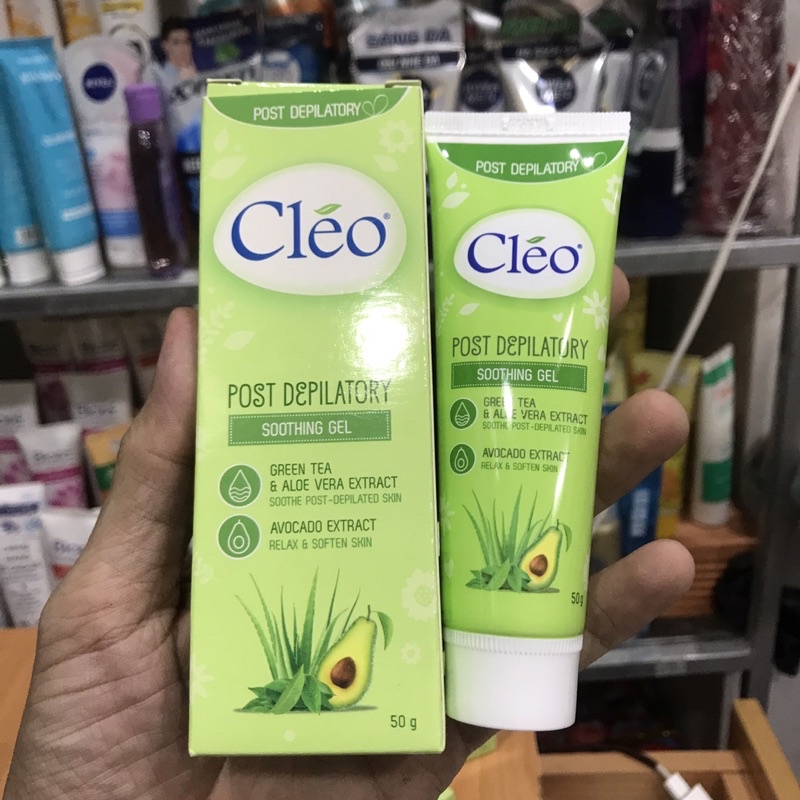 POST DEPILATORY
Cléo®
POST DEPILATORY
SOOTHING GEL
GREEN TEA
& ALOE VERA EXTRACT
SOOTHE POST-DEPILATED SKIN
AVOCADO EXTRACT
RELAX & SOFTEN SKIN
50 g
POST DEPILATORY
Cléo®
POST DEPILATORY
SOOTHING GEL
GREEN TEA
& ALOE VERA EXTRACT
SOOTHE POST-DEPILATED SKIN
AVOCADO EXTRACT
RELAX & SOFTEN SKIN
50 g
NIVEA